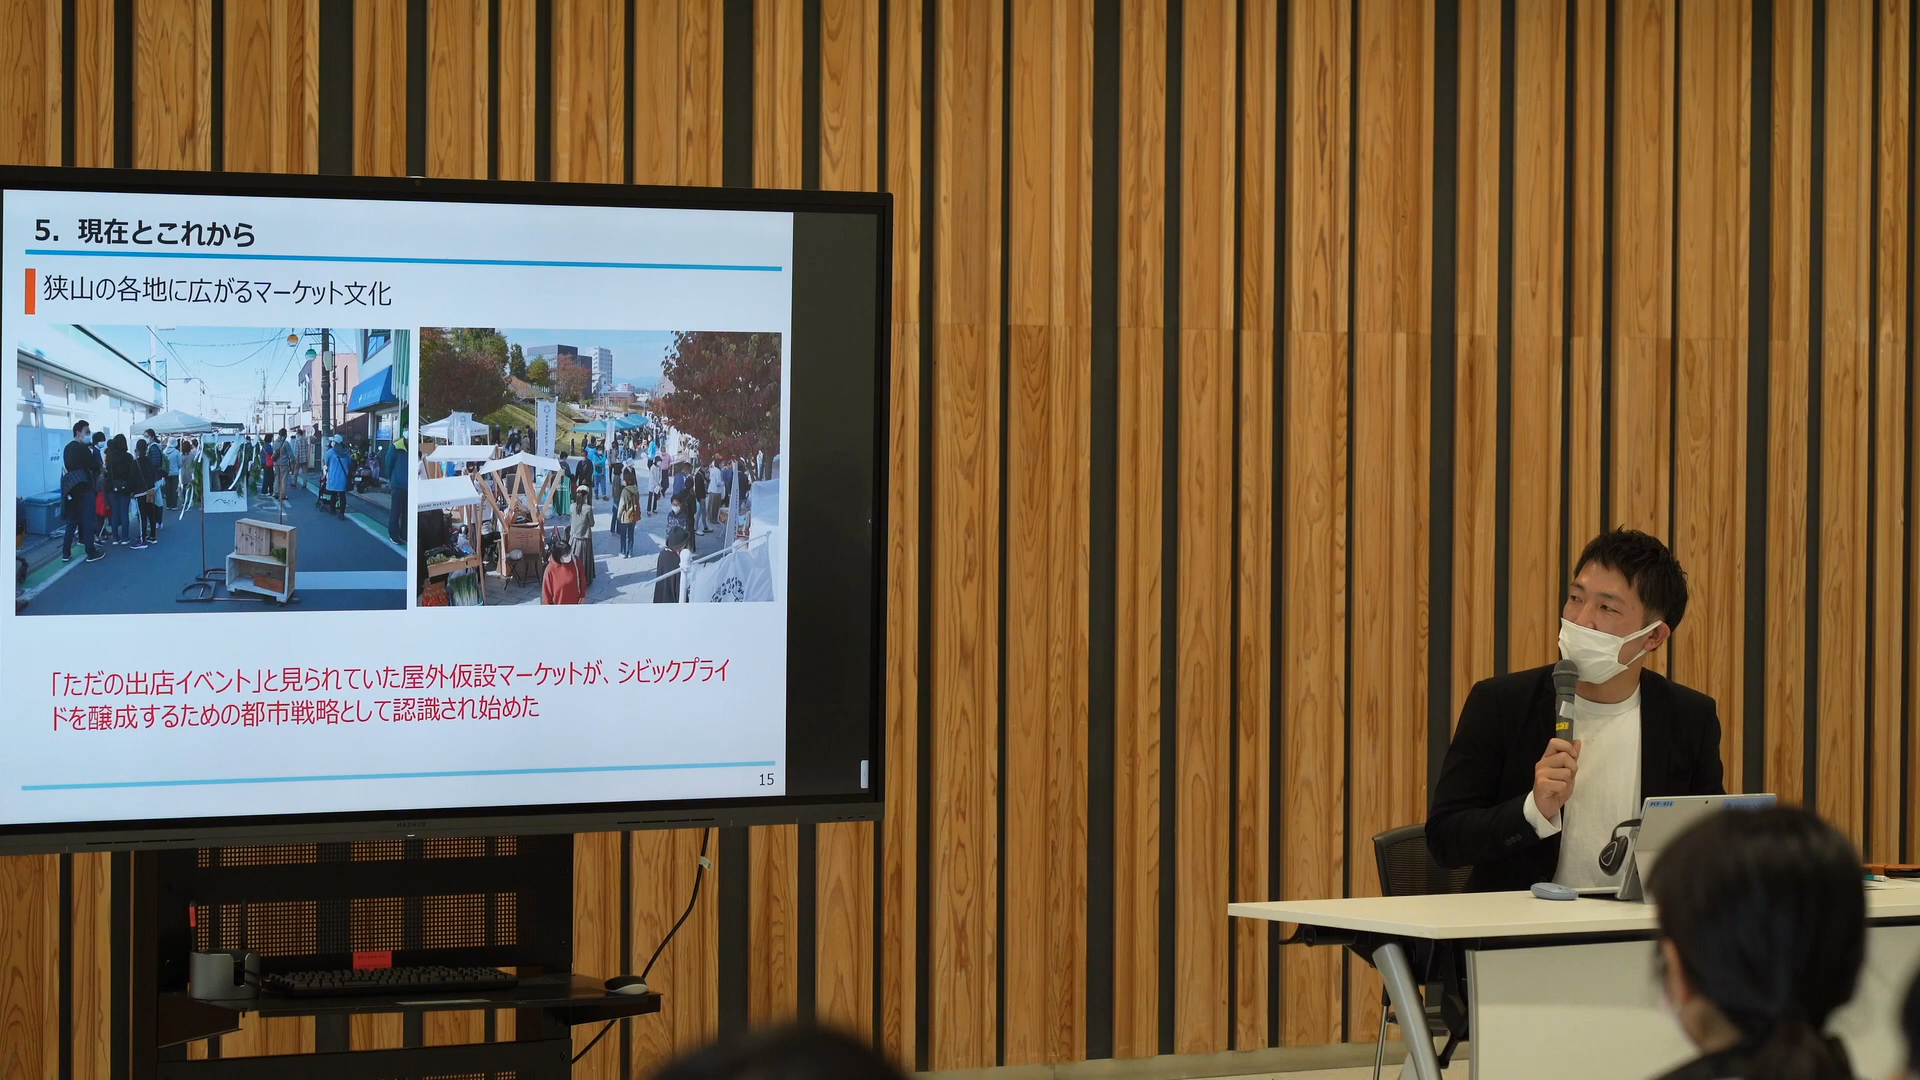 5. 現在とこれから
狭山の各地に広がるマーケット文化
「ただの出店イベント」と見られていた屋外仮設マーケットが、シビックプライ
ドを醸成するための都市戦略として認識され始めた
15